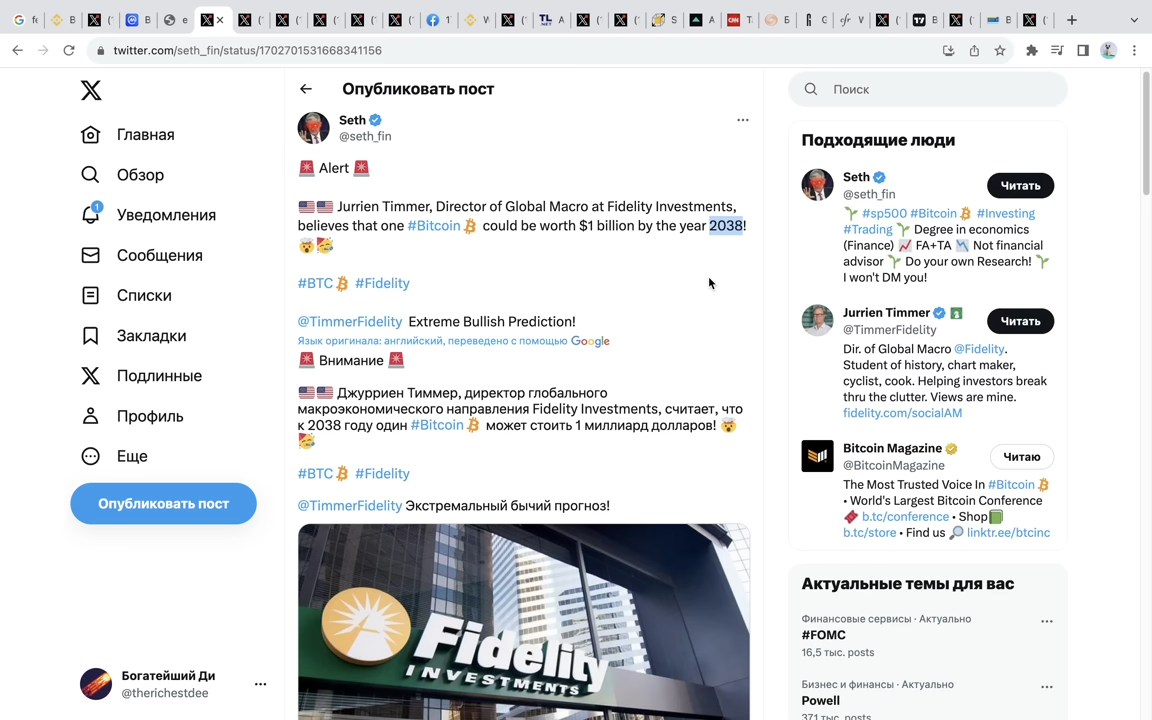 twitter.com/seth_fin/status/1702701531668341156
Опубликовать пост
Поиск
Главная
Обзор
1
Уведомления
Сообщения
Списки
Закладки
Подлинные
Профиль
Еще
Опубликовать пост
Богатейший Ди
@therichestdee
Seth
@seth_fin
🚨 Alert 🚨
🇺🇸🇺🇸 Jurrien Timmer, Director of Global Macro at Fidelity Investments,
believes that one #Bitcoin could be worth $1 billion by the year 2038!
🤯🥳
#BTC #Fidelity
@TimmerFidelity Extreme Bullish Prediction!
Язык оригинала: английский, переведено с помощью Google
🚨 Внимание 🚨
🇺🇸🇺🇸 Джурриен Тиммер, директор глобального
макроэкономического направления Fidelity Investments, считает, что
к 2038 году один #Bitcoin может стоить 1 миллиард долларов! 🤯
🥳
#BTC #Fidelity
@TimmerFidelity Экстремальный бычий прогноз!
Fidelity
INVESTMENTS
Подходящие люди
Seth
@seth_fin
Читать
🌱 #sp500 #Bitcoin #Investing
#Trading 🌱 Degree in economics
(Finance) 📈 FA+TA 📉 Not financial
advisor 🌱 Do your own Research! 🌱
I won't DM you!
Jurrien Timmer
@TimmerFidelity
Читать
Dir. of Global Macro @Fidelity.
Student of history, chart maker,
cyclist, cook. Helping investors break
thru the clutter. Views are mine.
fidelity.com/socialAM
Bitcoin Magazine
@BitcoinMagazine
Читаю
The Most Trusted Voice In #Bitcoin
• World's Largest Bitcoin Conference
🎟 b.tc/conference • Shop📗
b.tc/store • Find us 🔎 linktr.ee/btcinc
Актуальные темы для вас
Финансовые сервисы · Актуально
#FOMC
16,5 тыс. posts
Бизнес и финансы · Актуально
Powell
371 тыс. posts